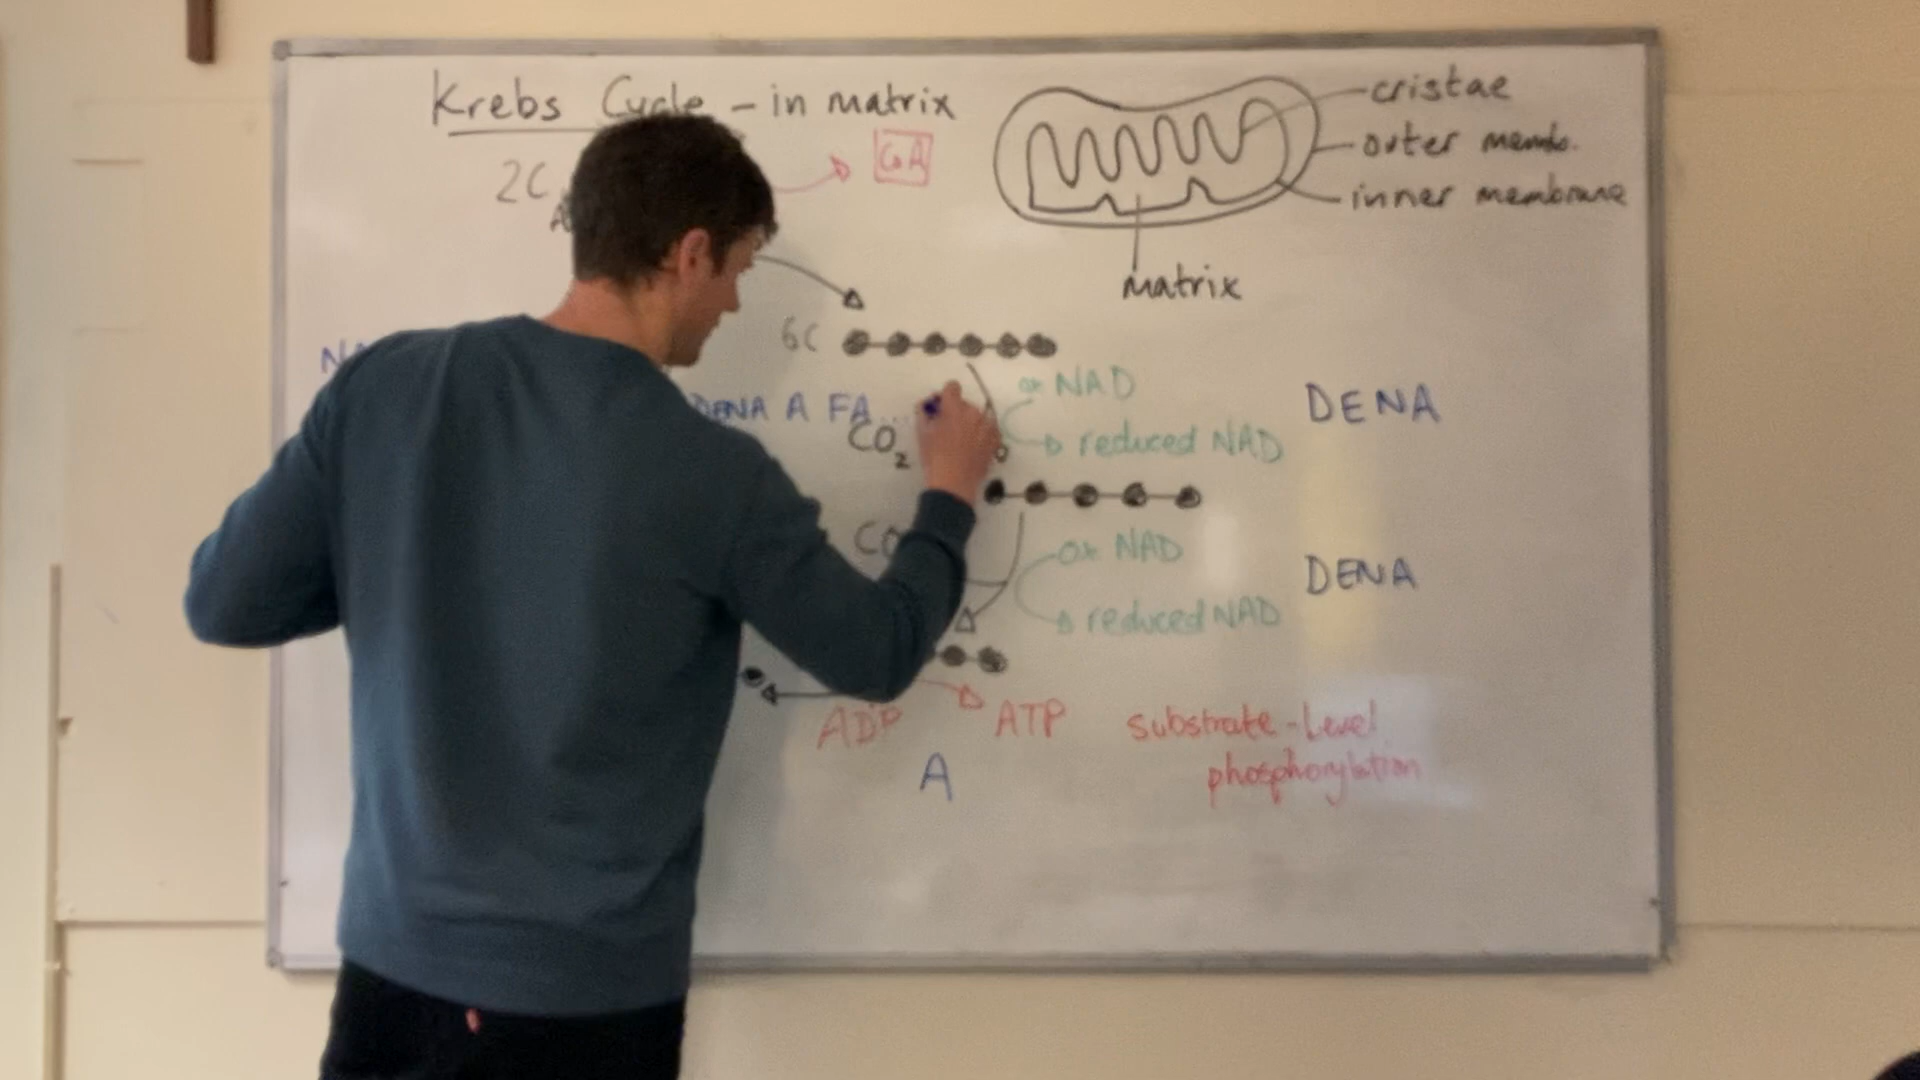 Krebs Cycle - in matrix
cristae
outer memb.
inner membrane
matrix
2C
CoA
6C
ox NAD
DENA A FA...
CO2
reduced NAD
DENA
ox NAD
reduced NAD
DENA
ADP
ATP
substrate-level
phosphorylation
A